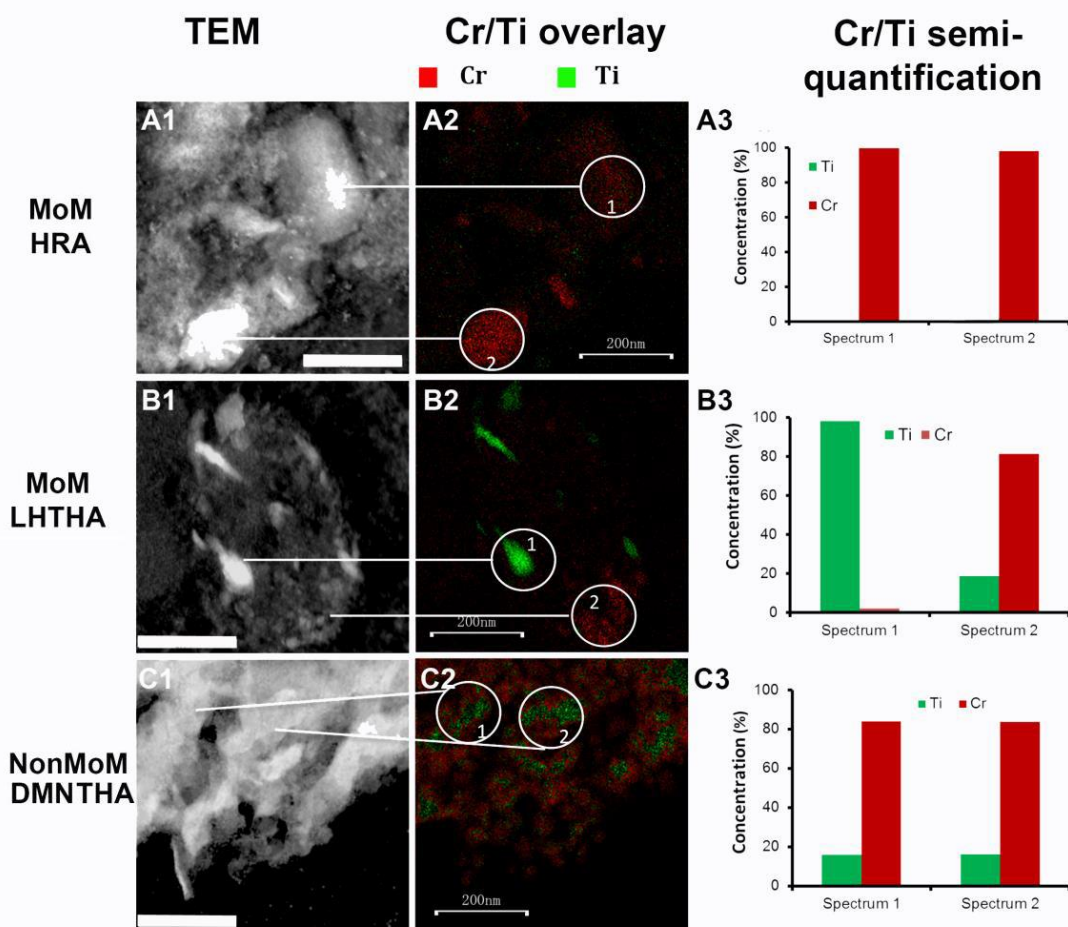 TEM
Cr/Ti overlay
Cr/Ti semi-
quantification
Cr
Ti
MoM
HRA
A1
A2
1
2
200nm
A3
Concentration (%)
100
80
60
40
20
0
Ti
Cr
Spectrum 1
Spectrum 2
MoM
LHTHA
B1
B2
1
2
200nm
B3
Concentration (%)
100
80
60
40
20
0
Ti
Cr
Spectrum 1
Spectrum 2
NonMoM
DMNTHA
C1
C2
1
2
200nm
C3
Concentration (%)
100
80
60
40
20
0
Ti
Cr
Spectrum 1
Spectrum 2